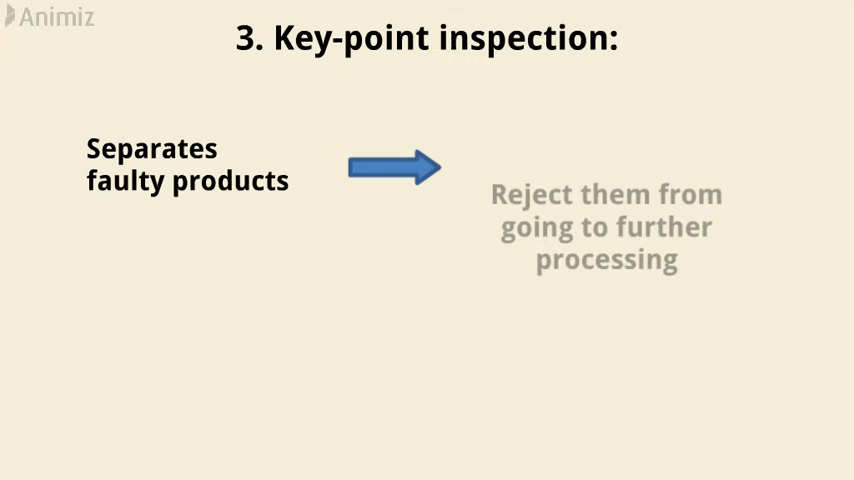 Animiz
3. Key-point inspection:
Separates
faulty products
Reject them from
going to further
processing